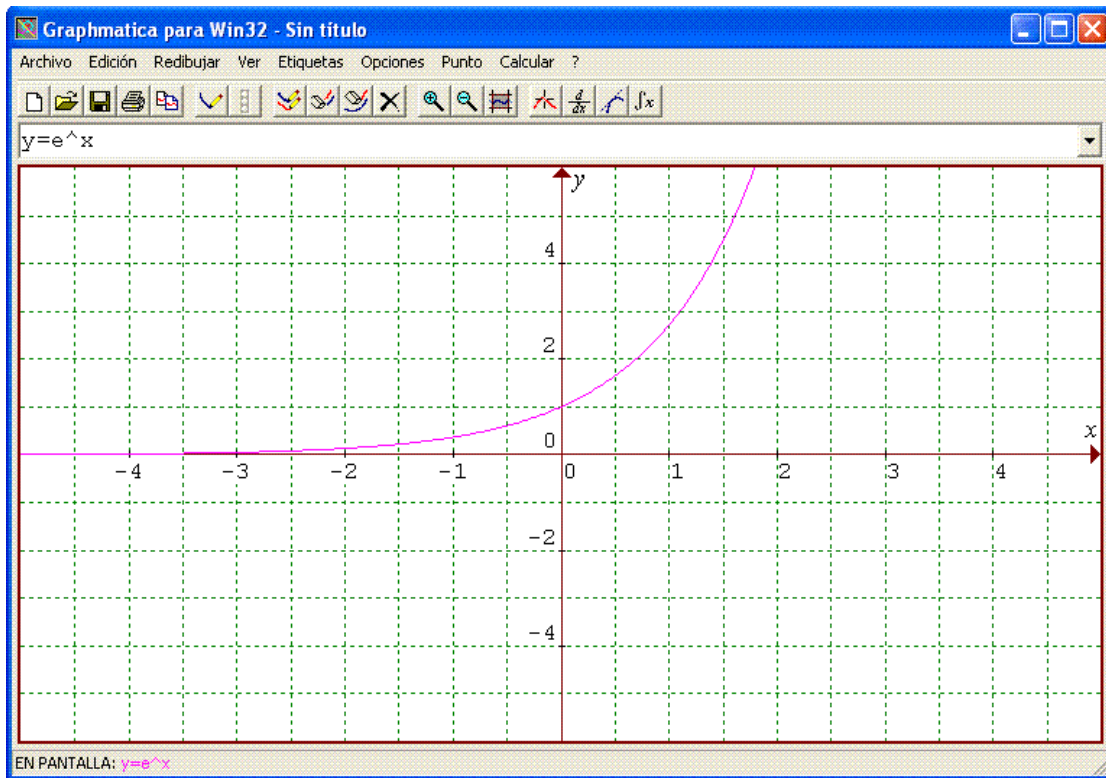 Graphmatica para Win32 - Sin título
Archivo Edición Redibujar Ver Etiquetas Opciones Punto Calcular ?
d/dx ∫x
y=e^x
y
4
2
0
x
-4 -3 -2 -1 0 1 2 3 4
-2
-4
EN PANTALLA: y=e^x